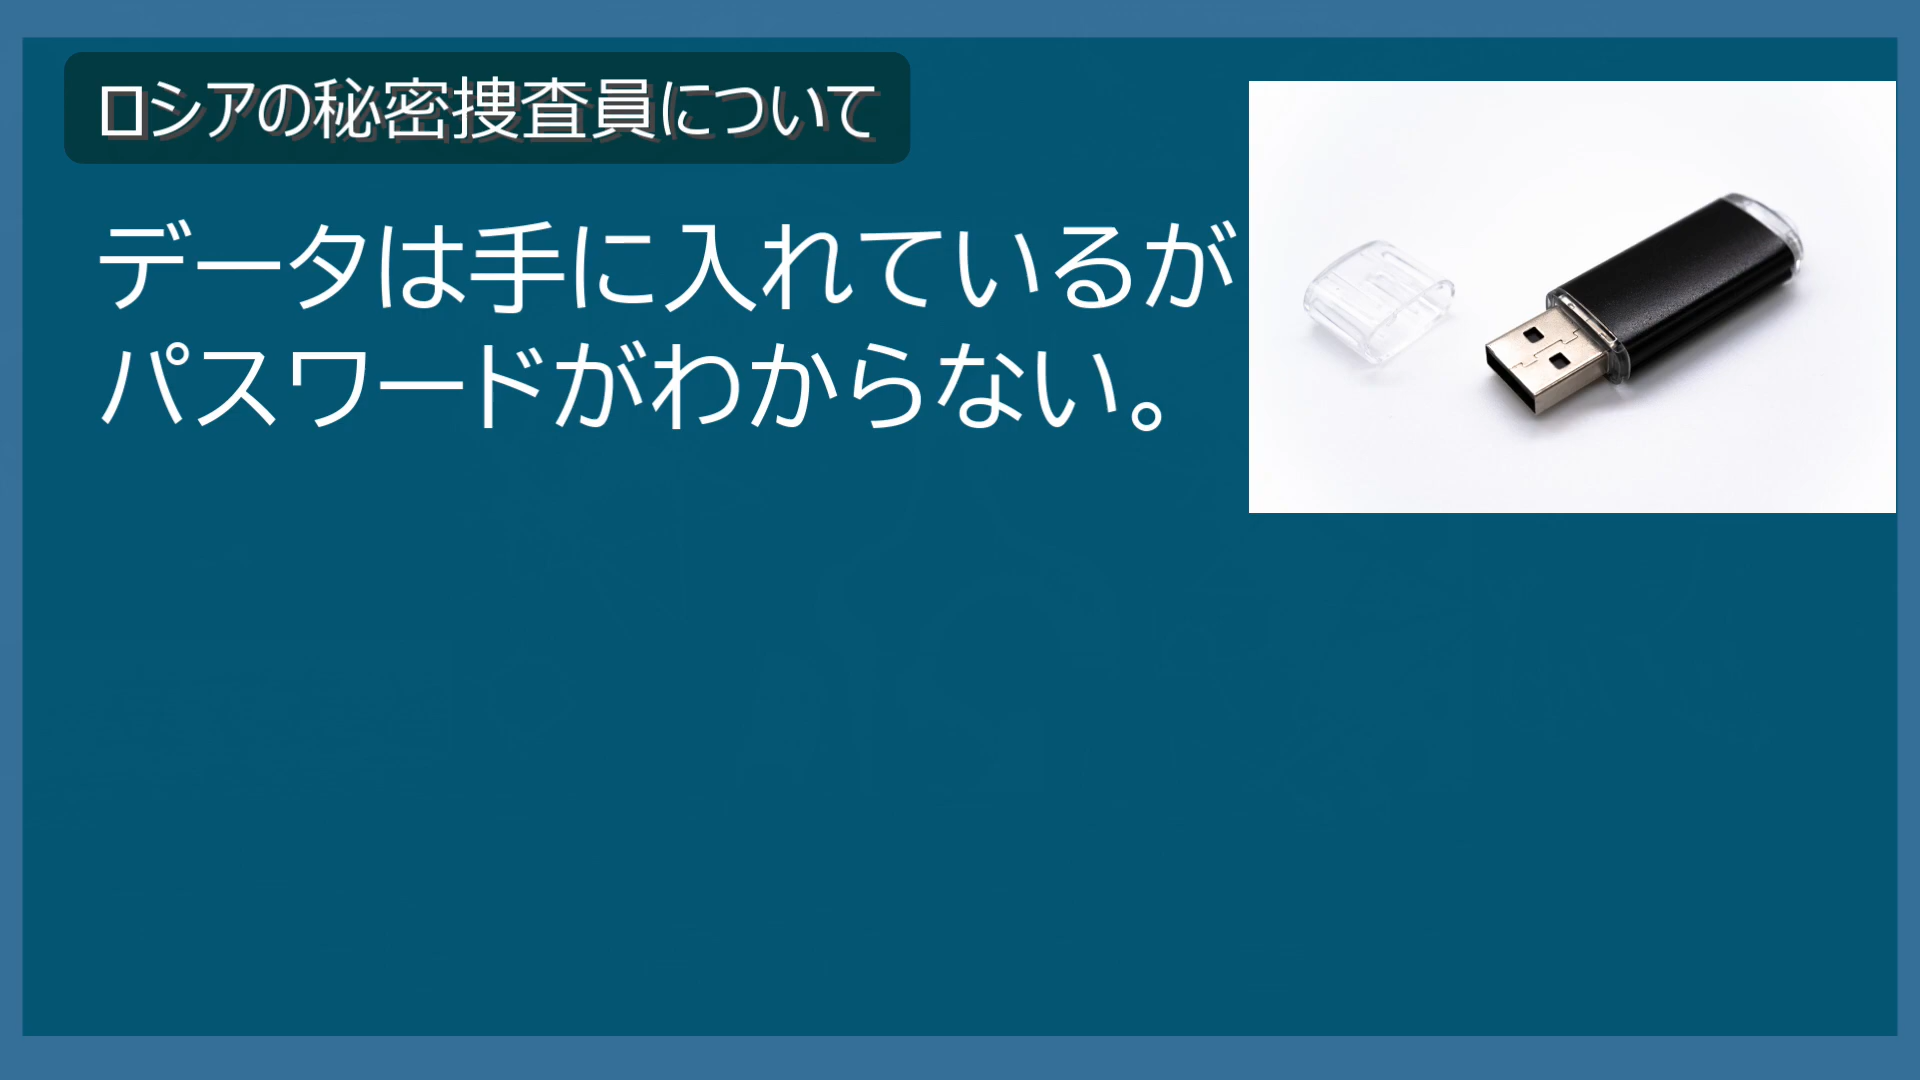 ロシアの秘密捜査員について
データは手に入れているが
パスワードがわからない。